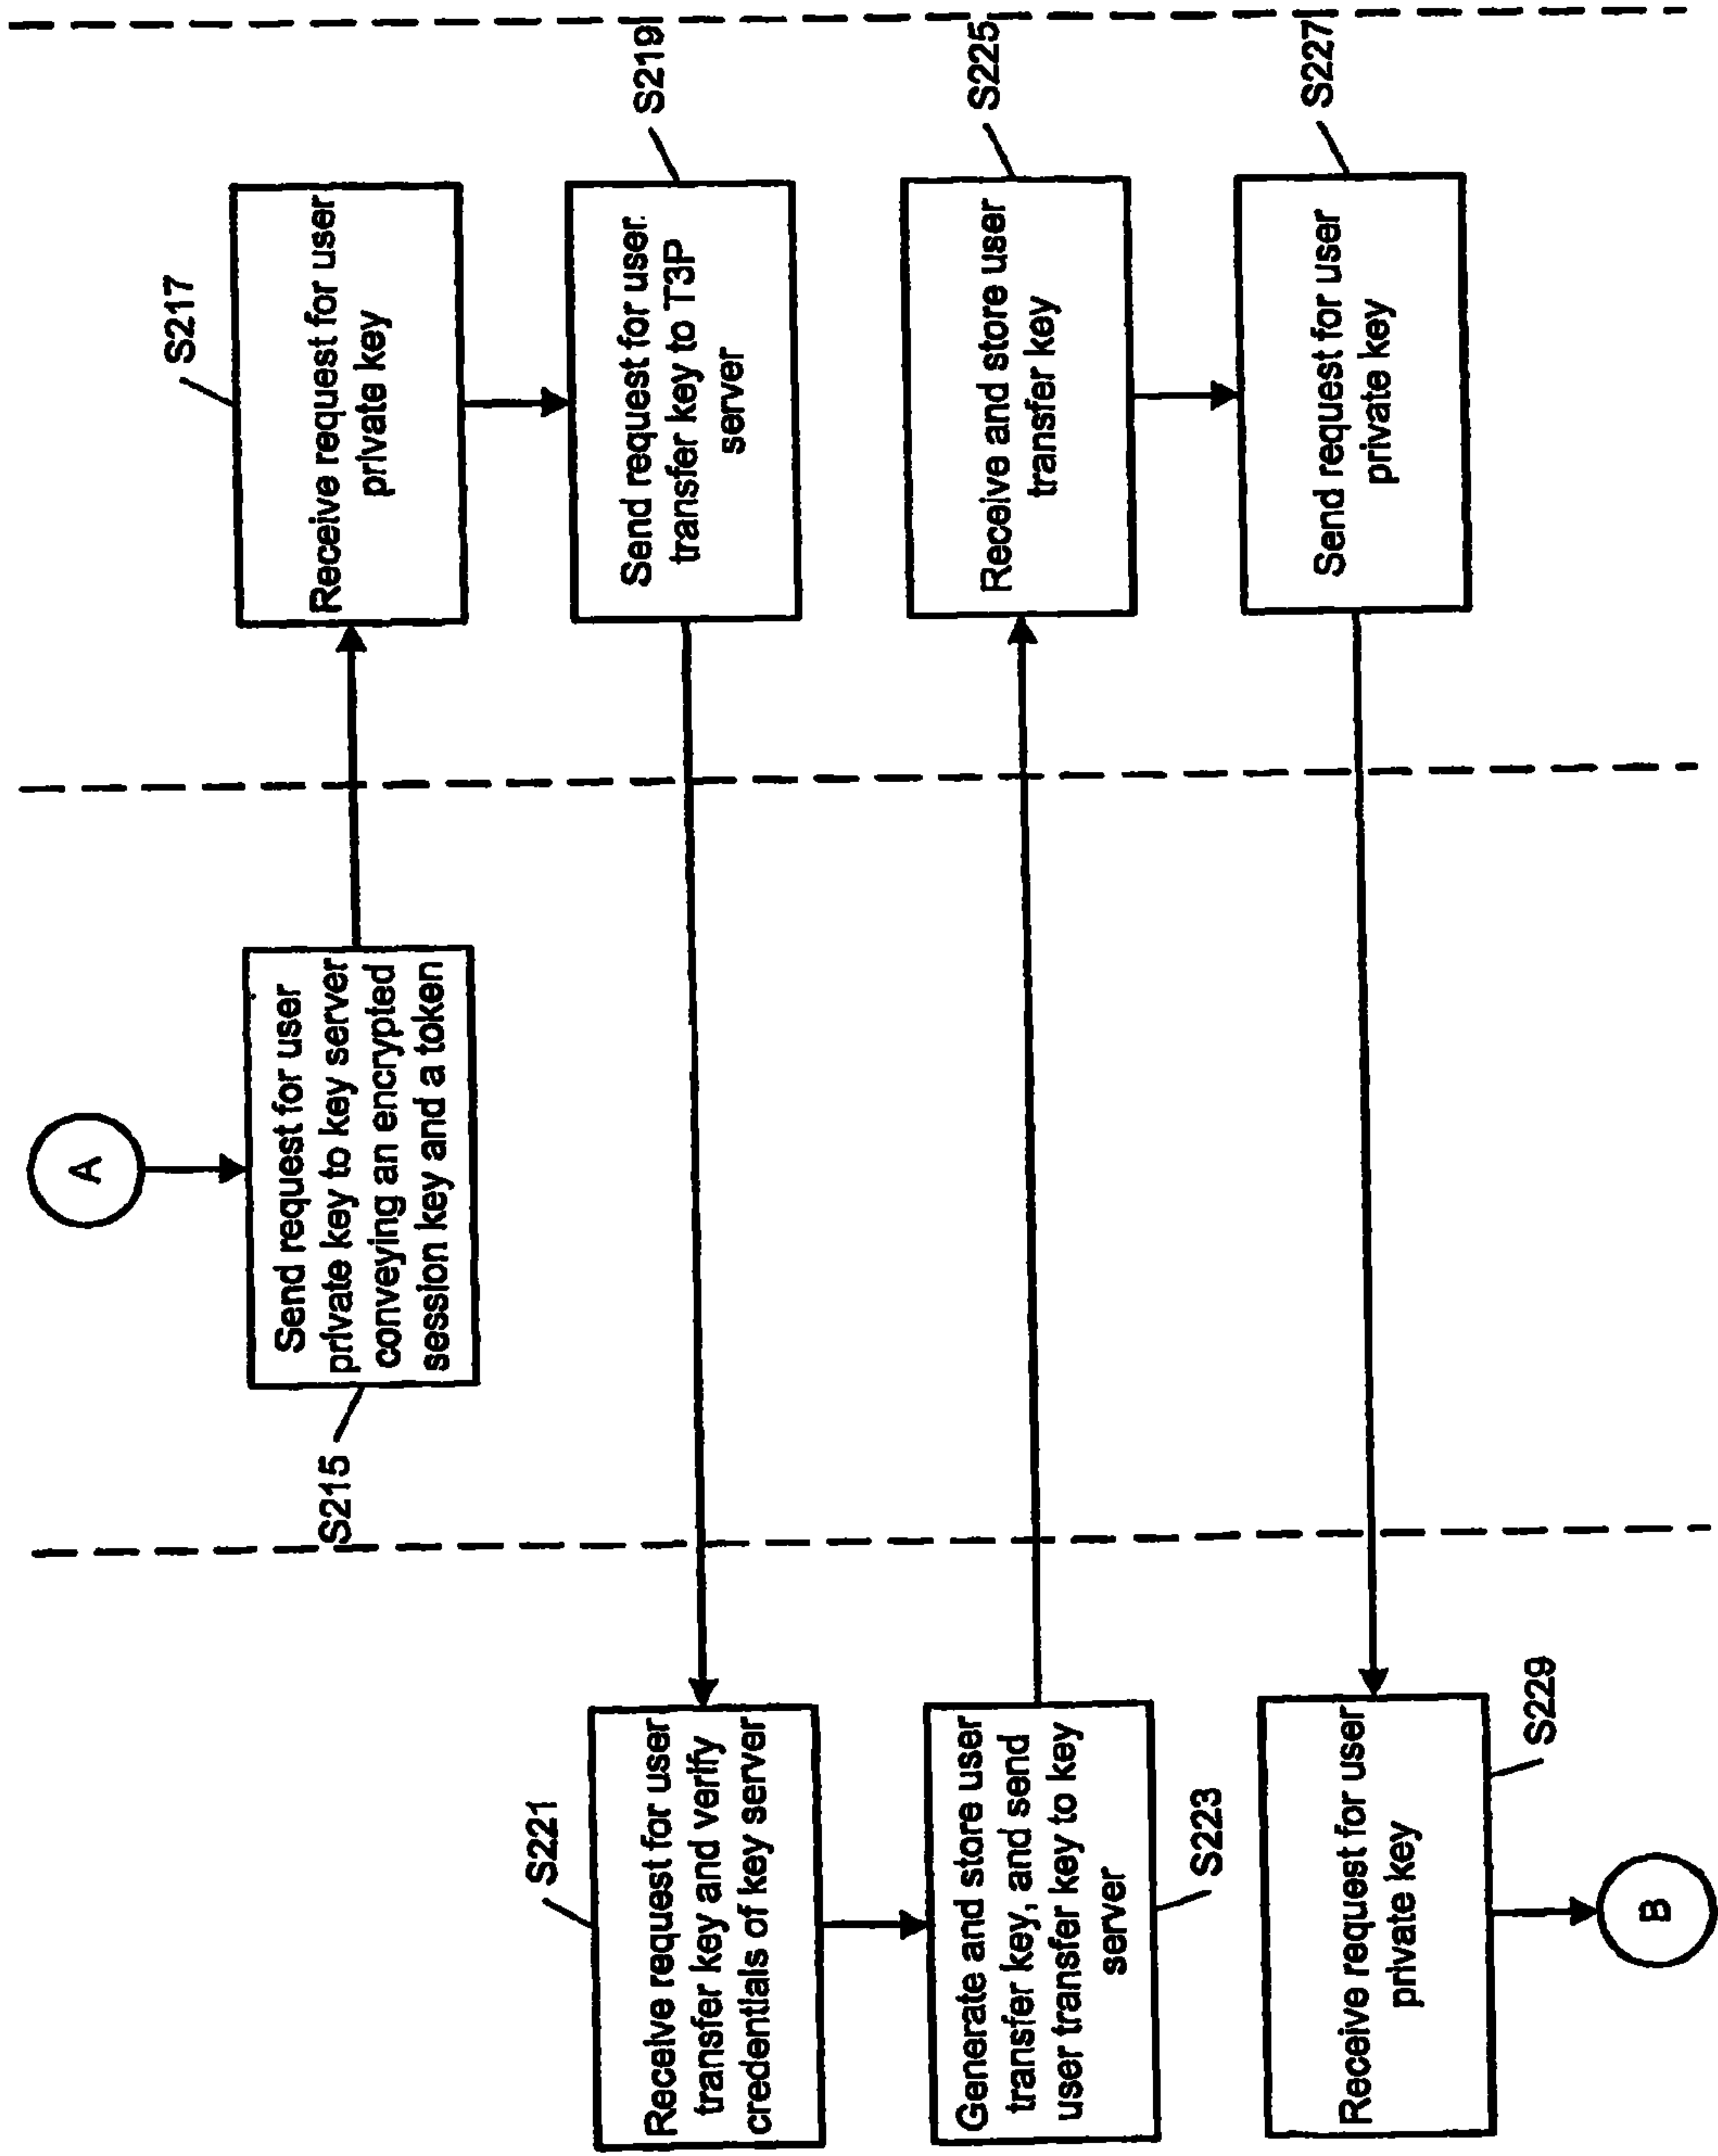 A
S215
Send request for user
private key to key server
conveying an encrypted
session key and a token
S217
Receive request for user
private key
S219
Send request for user
transfer key to T3P
server
S221
Receive request for user
transfer key and verify
credentials of key server
S223
Generate and store user
transfer key, and send
user transfer key to key
server
S225
Receive and store user
transfer key
S227
Send request for user
private key
S229
Receive request for user
private key
B